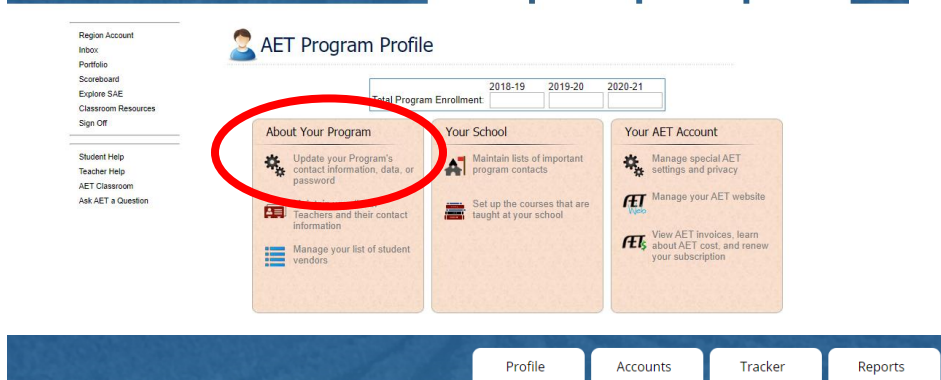 Region Account
Inbox
Portfolio
Scoreboard
Explore SAE
Classroom Resources
Sign Off
Student Help
Teacher Help
AET Classroom
Ask AET a Question
AET Program Profile
2018-19 2019-20 2020-21
Total Program Enrollment:
About Your Program
Update your Program's
contact information, data, or
password
Teachers and their contact
information
Manage your list of student
vendors
Your School
Maintain lists of important
program contacts
Set up the courses that are
taught at your school
Your AET Account
Manage special AET
settings and privacy
Manage your AET website
View AET invoices, learn
about AET cost, and renew
your subscription
Profile Accounts Tracker Reports